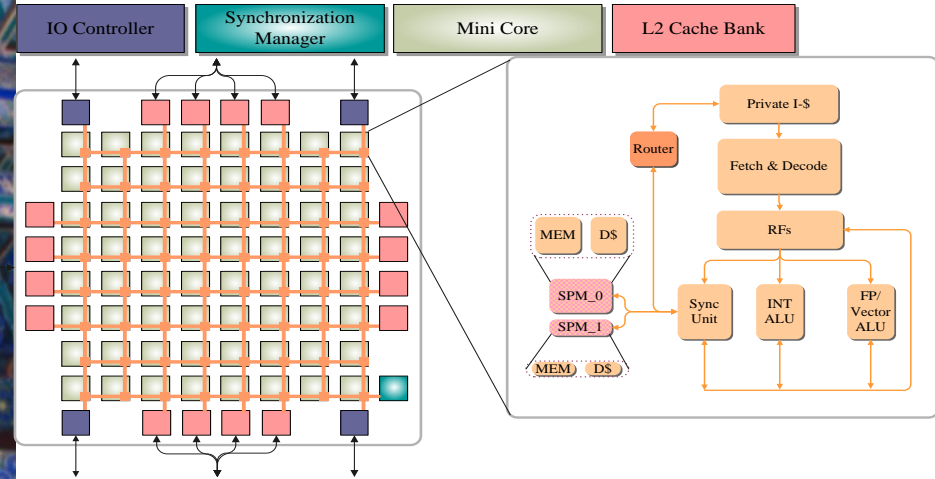 IO Controller
Synchronization
Manager
Mini Core
L2 Cache Bank
Private I-$
Router
Fetch & Decode
MEM
D$
RFs
SPM_0
SPM_1
Sync
Unit
INT
ALU
FP/
Vector
ALU
MEM
D$